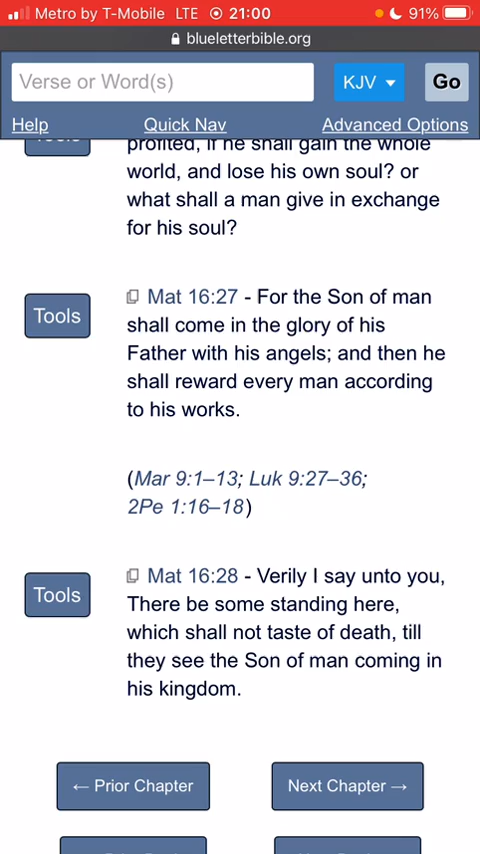 Metro by T-Mobile LTE 21:00 91%
blueletterbible.org
Verse or Word(s) KJV Go
Help Quick Nav Advanced Options
Tools profited, if he shall gain the whole
world, and lose his own soul? or
what shall a man give in exchange
for his soul?
Tools Mat 16:27 - For the Son of man
shall come in the glory of his
Father with his angels; and then he
shall reward every man according
to his works.
(Mar 9:1–13; Luk 9:27–36;
2Pe 1:16–18)
Tools Mat 16:28 - Verily I say unto you,
There be some standing here,
which shall not taste of death, till
they see the Son of man coming in
his kingdom.
← Prior Chapter Next Chapter →